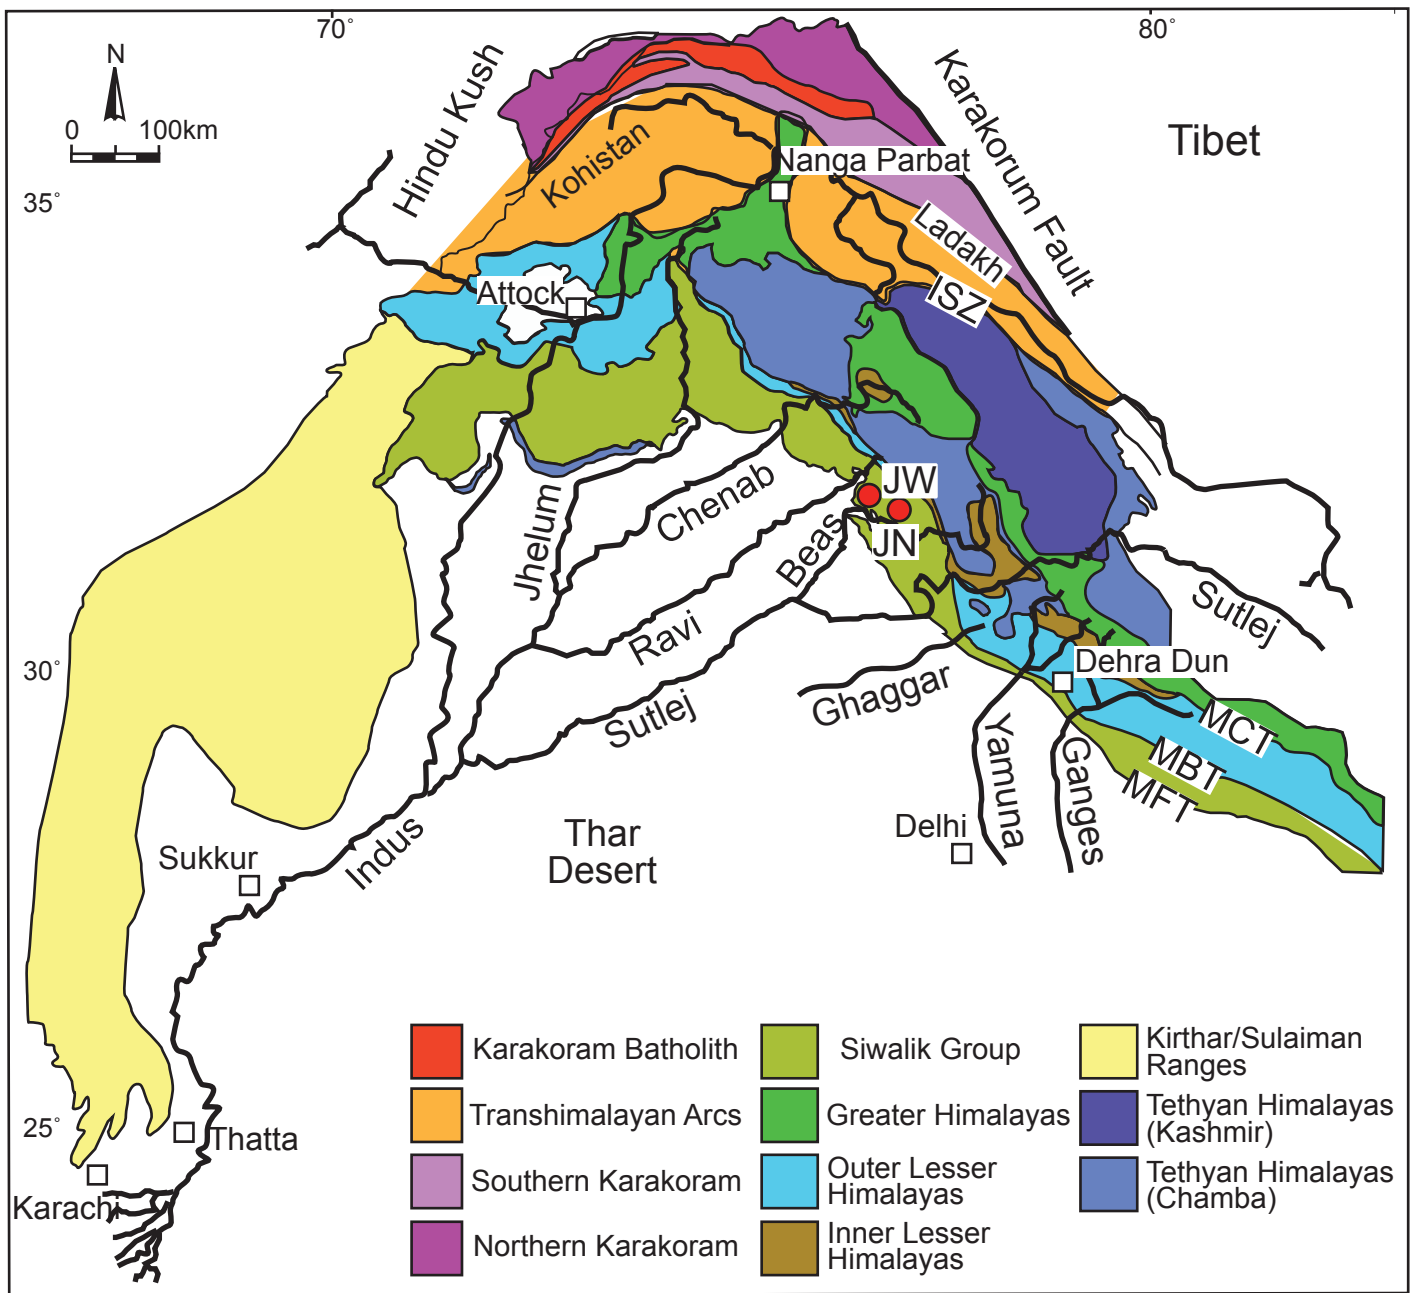 70°
80°
N
0
100km
Hindu Kush
Karakorum Fault
Tibet
Kohistan
Nanga Parbat
35°
Ladakh
ISZ
Attock
JW
JN
Jhelum
Chenab
Beas
Ravi
Sutlej
Sutlej
30°
Ghaggar
Dehra Dun
Yamuna
Ganges
MCT
MBT
MFT
Indus
Thar
Desert
Delhi
Sukkur
25°
Thatta
Karachi
Karakoram Batholith
Transhimalayan Arcs
Southern Karakoram
Northern Karakoram
Siwalik Group
Greater Himalayas
Outer Lesser
Himalayas
Inner Lesser
Himalayas
Kirthar/Sulaiman
Ranges
Tethyan Himalayas
(Kashmir)
Tethyan Himalayas
(Chamba)